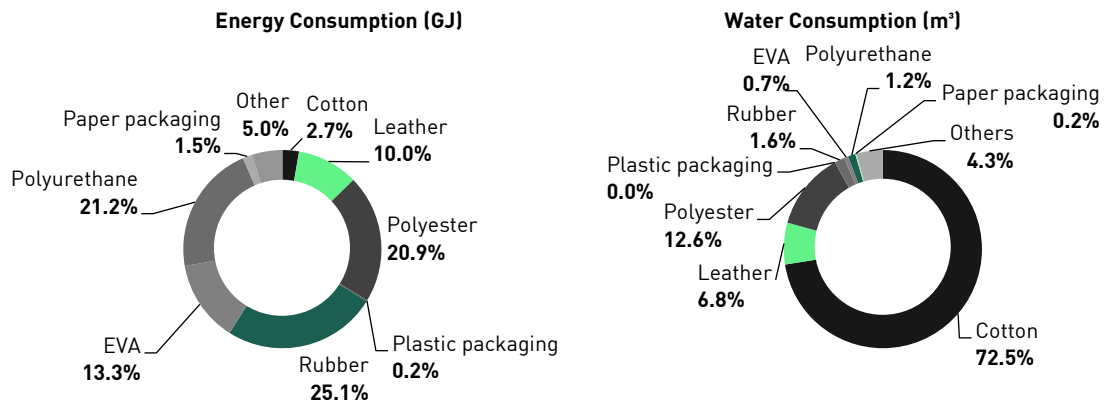 Energy Consumption (GJ)
Other
5.0%
Cotton
2.7%
Leather
10.0%
Polyester
20.9%
Plastic packaging
0.2%
Rubber
25.1%
EVA
13.3%
Polyurethane
21.2%
Paper packaging
1.5%
Water Consumption (m³)
EVA
0.7%
Polyurethane
1.2%
Paper packaging
0.2%
Others
4.3%
Cotton
72.5%
Leather
6.8%
Polyester
12.6%
Plastic packaging
0.0%
Rubber
1.6%